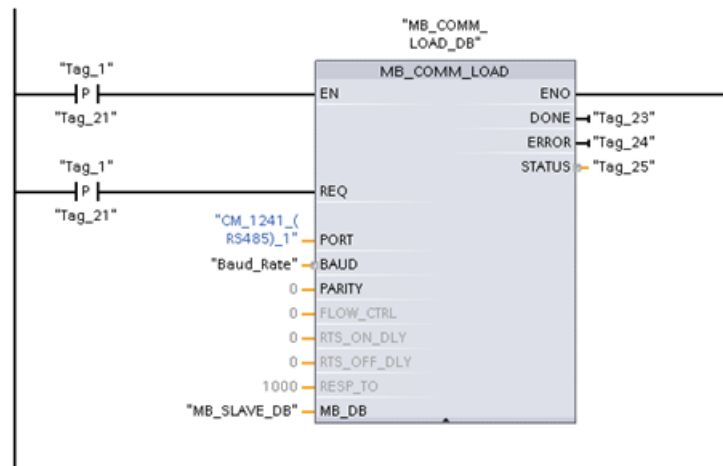 "MB_COMM_
LOAD_DB"
MB_COMM_LOAD
"Tag_1"
P
"Tag_21"
EN
ENO
DONE
"Tag_23"
ERROR
"Tag_24"
STATUS
"Tag_25"
"Tag_1"
P
"Tag_21"
REQ
"CM_1241_(
RS485)_1"
PORT
"Baud_Rate"
BAUD
0
PARITY
0
FLOW_CTRL
0
RTS_ON_DLY
0
RTS_OFF_DLY
1000
RESP_TO
"MB_SLAVE_DB"
MB_DB